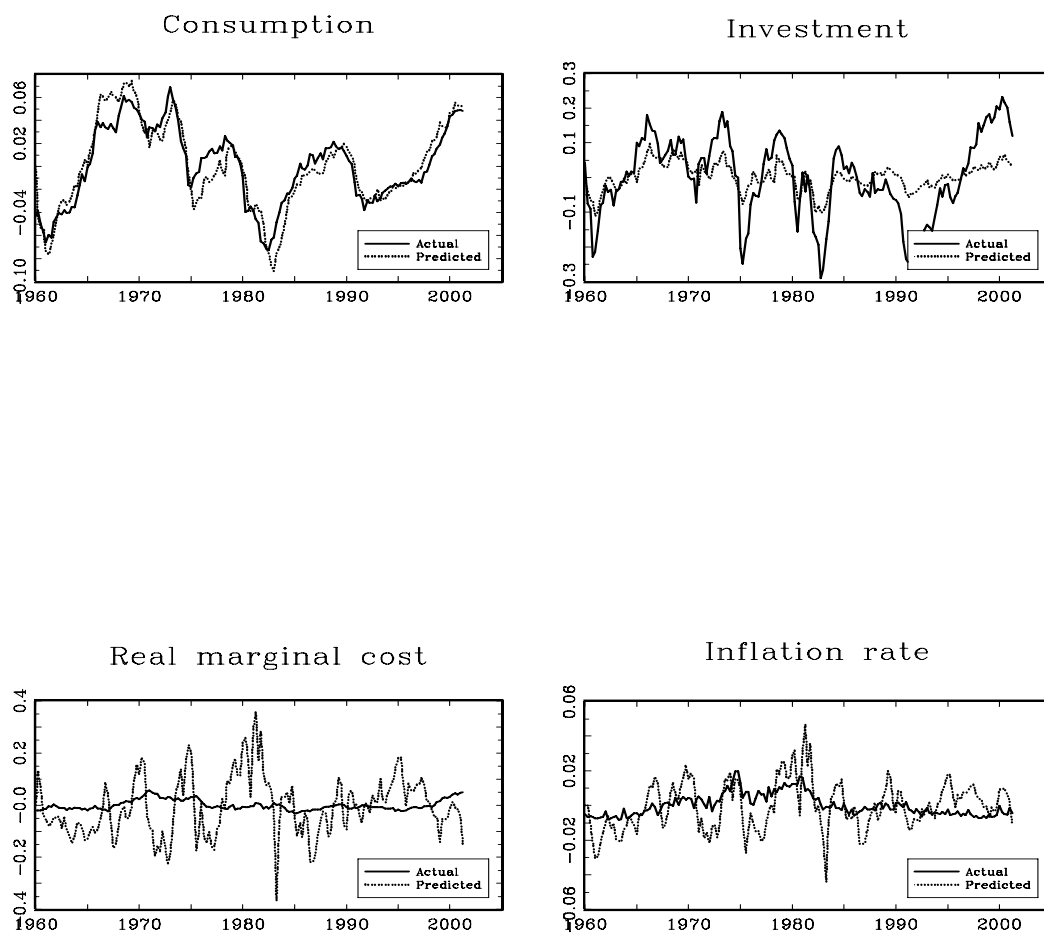 Consumption
Investment
0.06
0.02
−0.04
−0.10
Actual
Predicted
1960 1970 1980 1990 2000
0.3
0.2
0.1
−0.1
−0.3
Actual
Predicted
1960 1970 1980 1990 2000
Real marginal cost
Inflation rate
0.4
0.2
−0.0
−0.2
−0.4
Actual
Predicted
1960 1970 1980 1990 2000
0.06
0.02
−0.02
−0.06
Actual
Predicted
1960 1970 1980 1990 2000